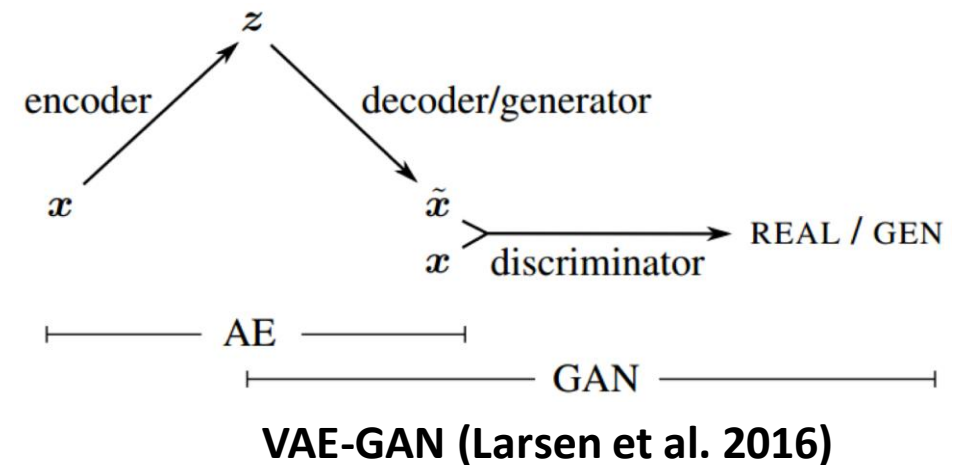 z
encoder
decoder/generator
x
x̃
x
discriminator
REAL / GEN
AE
GAN
VAE-GAN (Larsen et al. 2016)